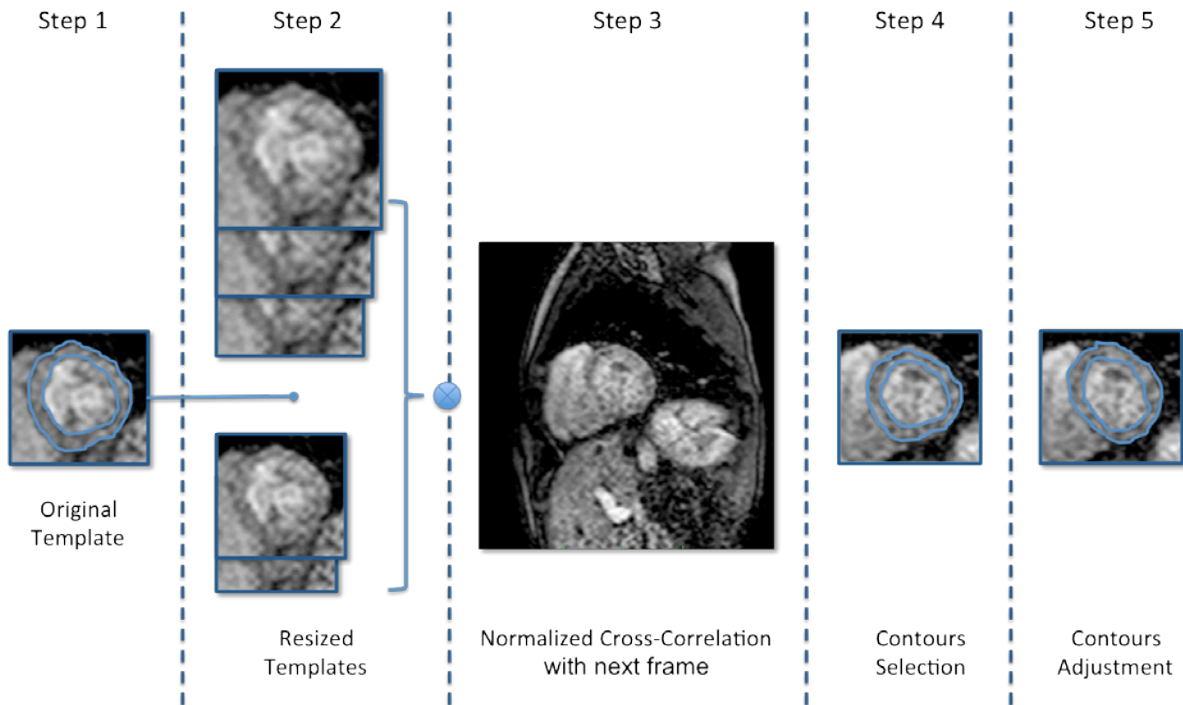 Step 1
Step 2
Step 3
Step 4
Step 5
Original
Template
Resized
Templates
Normalized Cross-Correlation
with next frame
Contours
Selection
Contours
Adjustment